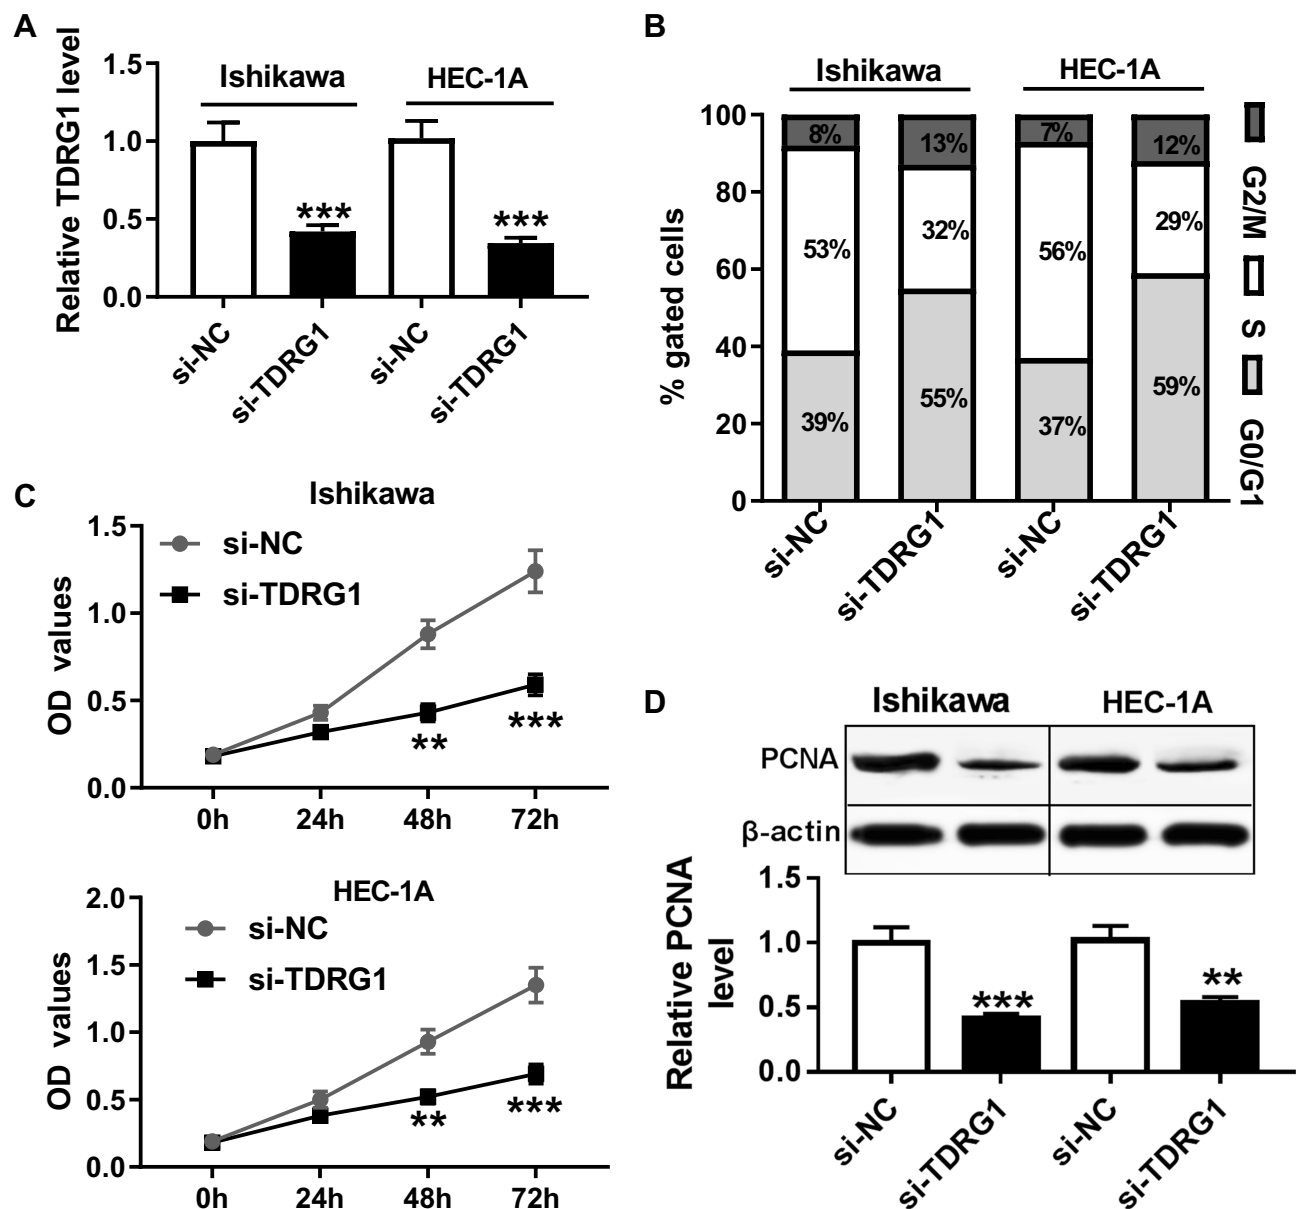 A
Relative TDRG1 level
1.5
1.0
0.5
0.0
Ishikawa
HEC-1A
***
***
si-NC
si-TDRG1
si-NC
si-TDRG1
B
% gated cells
100
80
60
40
20
0
Ishikawa
HEC-1A
8%
13%
7%
12%
53%
32%
56%
29%
39%
55%
37%
59%
si-NC
si-TDRG1
si-NC
si-TDRG1
G2/M
S
G0/G1
C
Ishikawa
OD values
1.5
1.0
0.5
0.0
si-NC
si-TDRG1
**
***
0h
24h
48h
72h
HEC-1A
OD values
2.0
1.5
1.0
0.5
0.0
si-NC
si-TDRG1
**
***
0h
24h
48h
72h
D
Ishikawa
HEC-1A
PCNA
β-actin
Relative PCNA
level
1.5
1.0
0.5
0.0
***
**
si-NC
si-TDRG1
si-NC
si-TDRG1